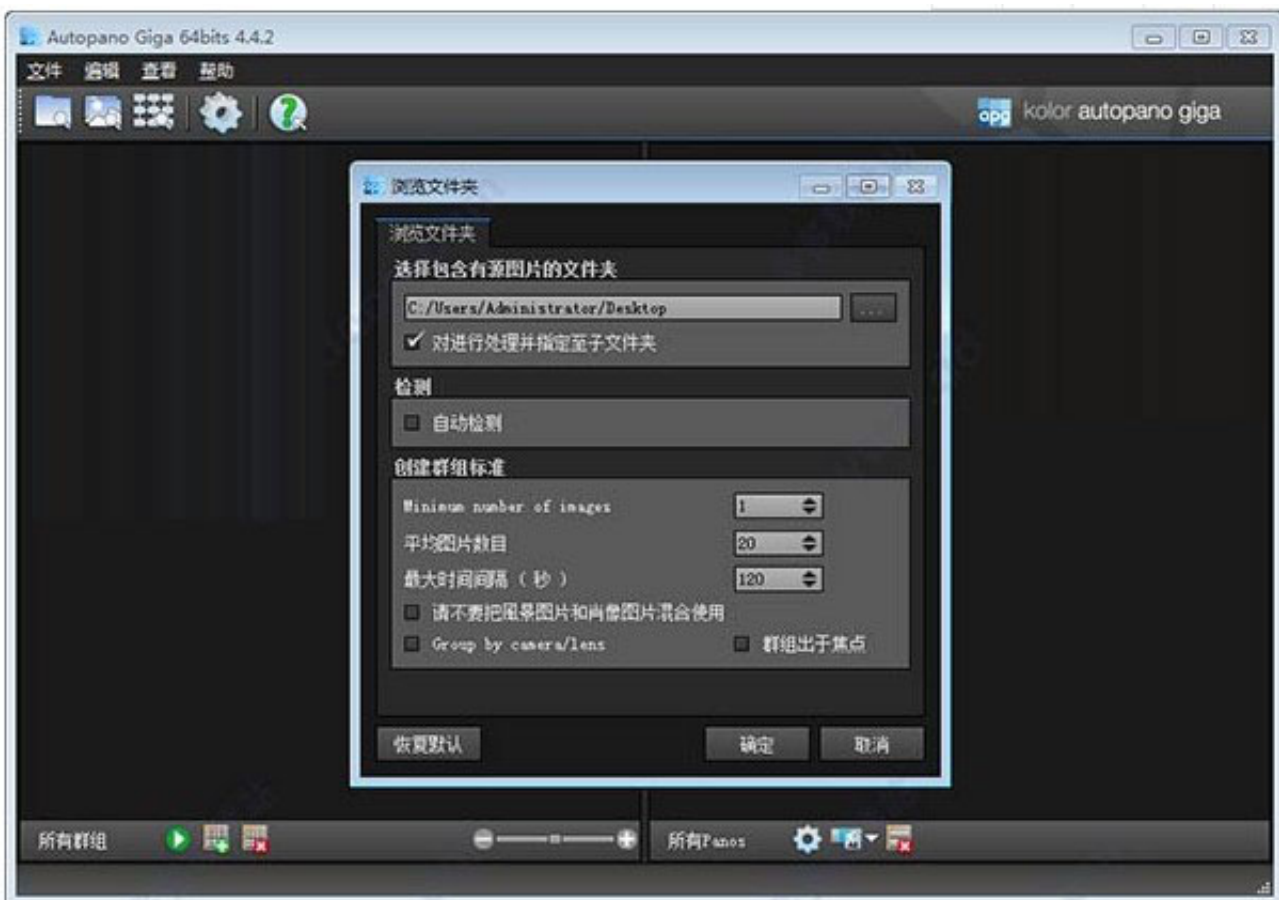 Autopano Giga 64bits 4.4.2
文件 编辑 查看 帮助
opg kolor autopano giga
浏览文件夹
浏览文件夹
选择包含有源图片的文件夹
C:/Users/Administrator/Desktop
...
对进行处理并指定至子文件夹
检测
自动检测
创建群组标准
Minimum number of images 1
平均图片数目 20
最大时间间隔（秒） 120
请不要把风景图片和肖像图片混合使用
Group by camera/lens 群组出于焦点
恢复默认 确定 取消
所有群组 所有Panos